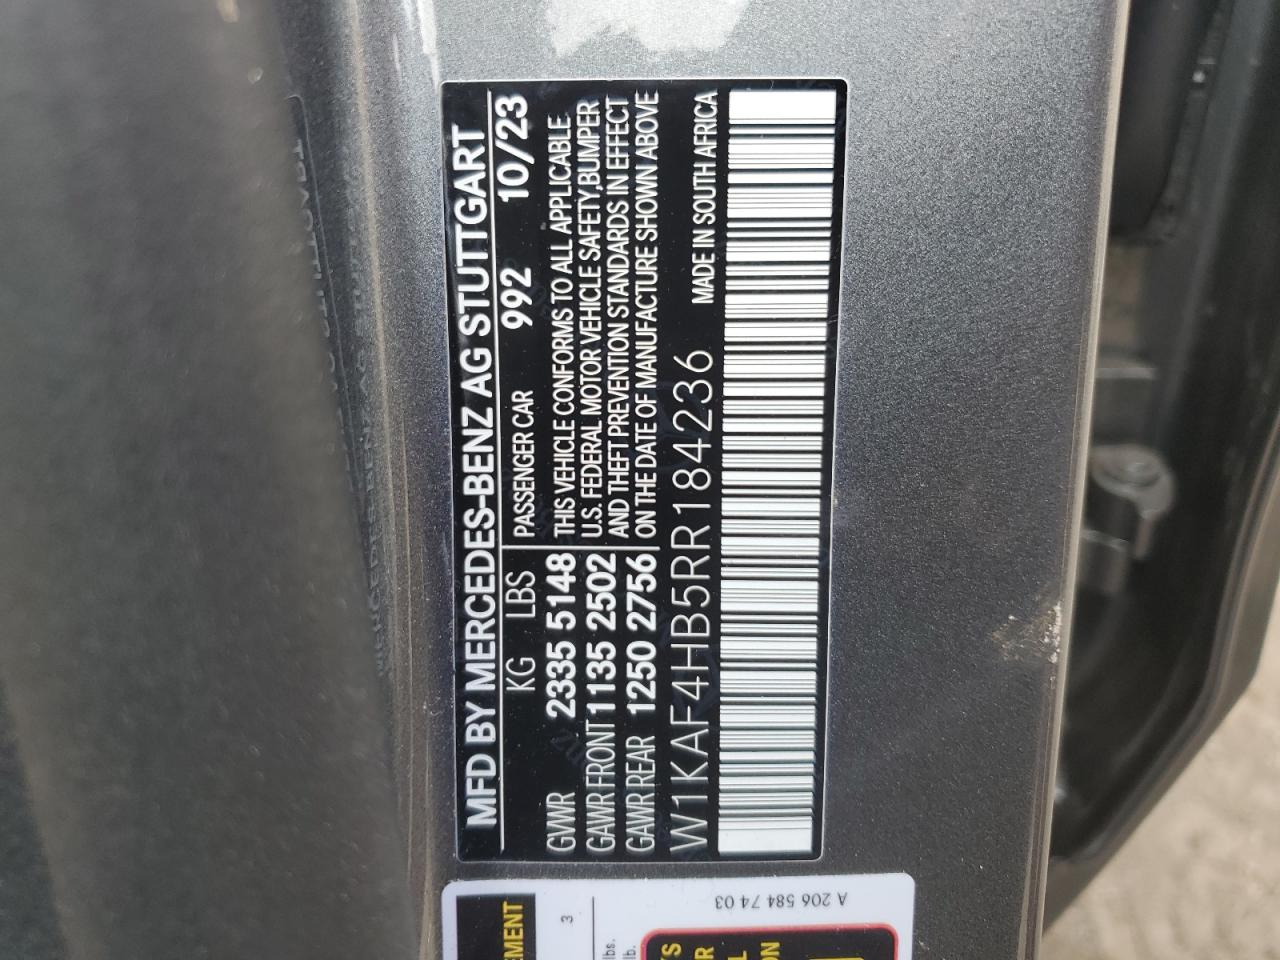 MFD BY MERCEDES-BENZ AG STUTTGART
KG LBS PASSENGER CAR 992 10/23
GVWR 2335 5148 THIS VEHICLE CONFORMS TO ALL APPLICABLE
GAWR FRONT 1135 2502 U.S. FEDERAL MOTOR VEHICLE SAFETY,BUMPER
AND THEFT PREVENTION STANDARDS IN EFFECT
GAWR REAR 1250 2756 ON THE DATE OF MANUFACTURE SHOWN ABOVE
W1KAF4HB5RR184236 MADE IN SOUTH AFRICA
A 206 584 74 03
3
lbs.
lb.